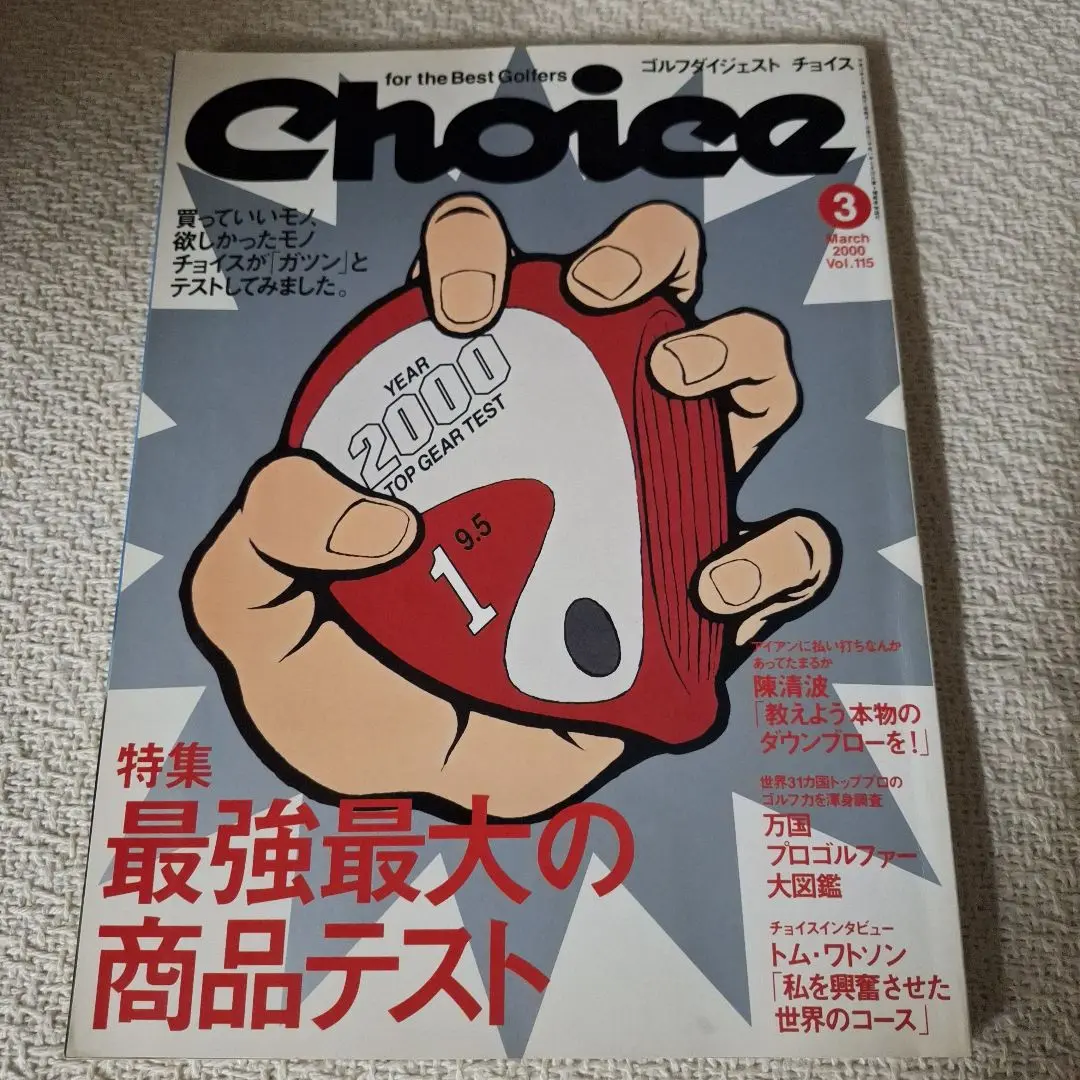 for the Best Golfers
ゴルフダイジェスト チョイス
Choice
3
March
2000
Vol.115
買っていいモノ、
欲しかったモノ
チョイスが「ガツン」と
テストしてみました。
YEAR
2000
TOP GEAR TEST
9.5
1
アイアンに払い打ちなんか
あってたまるか
陳清波
「教えよう本物の
ダウンブローを!」
特集
最強最大の
商品テスト
世界31カ国トッププロの
ゴルフ力を渾身調査
万国
プロゴルファー
大図鑑
チョイスインタビュー
トム・ワトソン
「私を興奮させた
世界のコース」